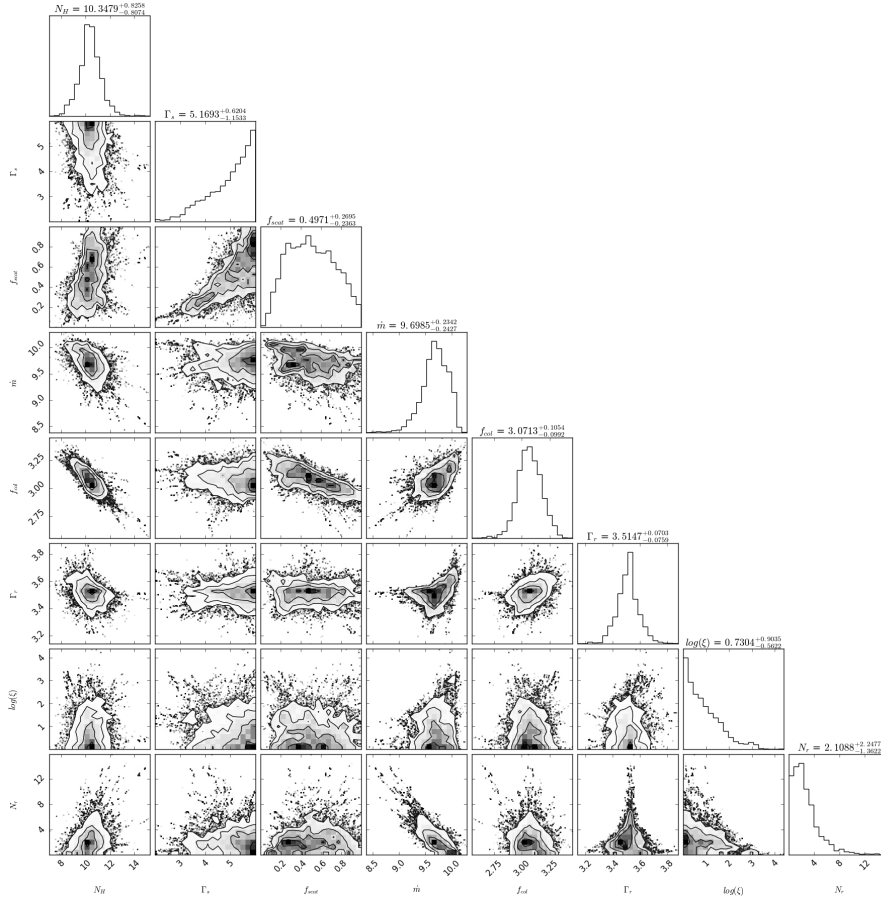 N_H = 10.3479^{+0.8258}_{-0.8074}
Γ_s = 5.1693^{+0.6204}_{-1.1533}
Γ_s
5
4
3
f_scat = 0.4971^{+0.2695}_{-0.2363}
f_scat
0.8
0.6
0.4
0.2
ṁ = 9.6985^{+0.2342}_{-0.2427}
ṁ
10.0
9.5
9.0
8.5
f_col = 3.0713^{+0.1054}_{-0.0992}
f_col
3.25
3.00
2.75
Γ_r = 3.5147^{+0.0703}_{-0.0759}
Γ_r
3.8
3.6
3.4
3.2
log(ξ) = 0.7304^{+0.9035}_{-0.5622}
log(ξ)
4
3
2
1
N_r = 2.1088^{+2.2477}_{-1.3622}
N_r
12
8
4
8 10 12 14 3 4 5 0.2 0.4 0.6 0.8 8.5 9.0 9.5 10.0 2.75 3.00 3.25 3.2 3.4 3.6 3.8 1 2 3 4 4 8 12
N_H Γ_s f_scat ṁ f_col Γ_r log(ξ) N_r